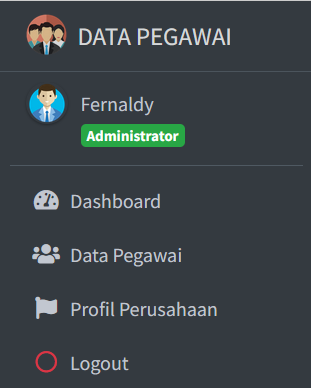 DATA PEGAWAI
Fernaldy
Administrator
Dashboard
Data Pegawai
Profil Perusahaan
Logout